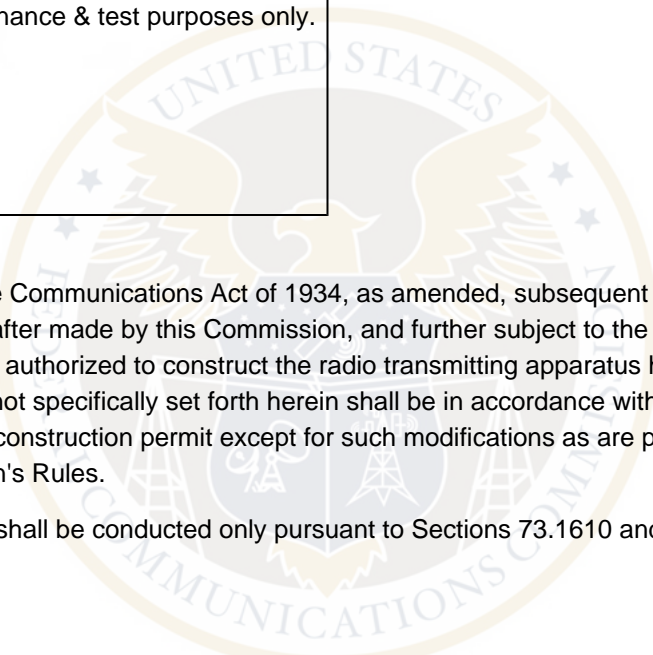 nance & test purposes only.
UNITED STATES
FEDERAL COMMUNICATIONS COMMISSION
e Communications Act of 1934, as amended, subsequent
after made by this Commission, and further subject to the
authorized to construct the radio transmitting apparatus h
not specifically set forth herein shall be in accordance with
construction permit except for such modifications as are p
n's Rules.
shall be conducted only pursuant to Sections 73.1610 and